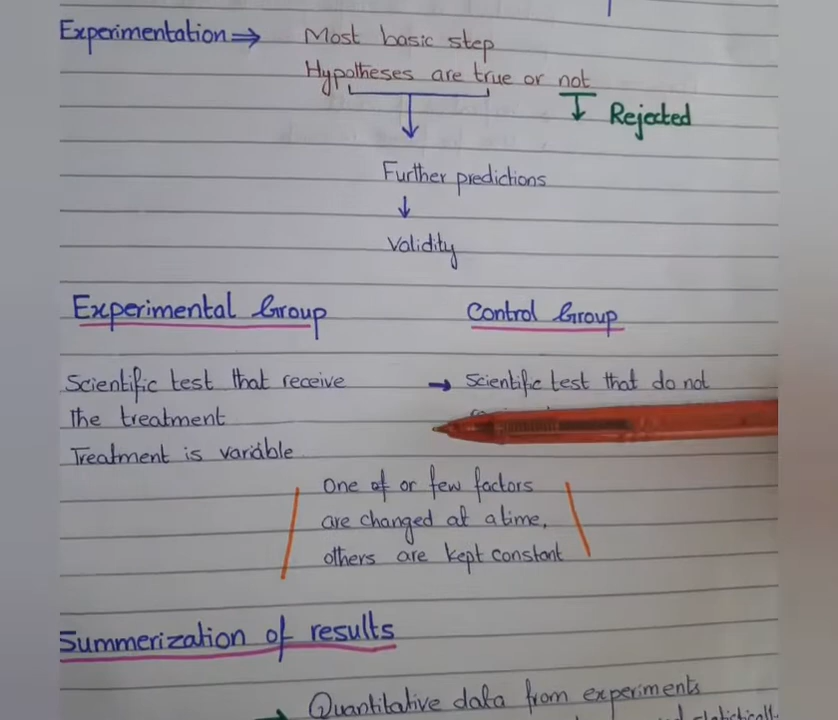 Experimentation ⇒ Most basic step
Hypotheses are true or not
↓ Rejected
Further predictions
↓
Validity
Experimental Group
Control Group
Scientific test that receive
the treatment
Treatment is variable
→ Scientific test that do not
One of or few factors
are changed at a time,
others are kept constant
Summerization of results
Quantitative data from experiments
statistically